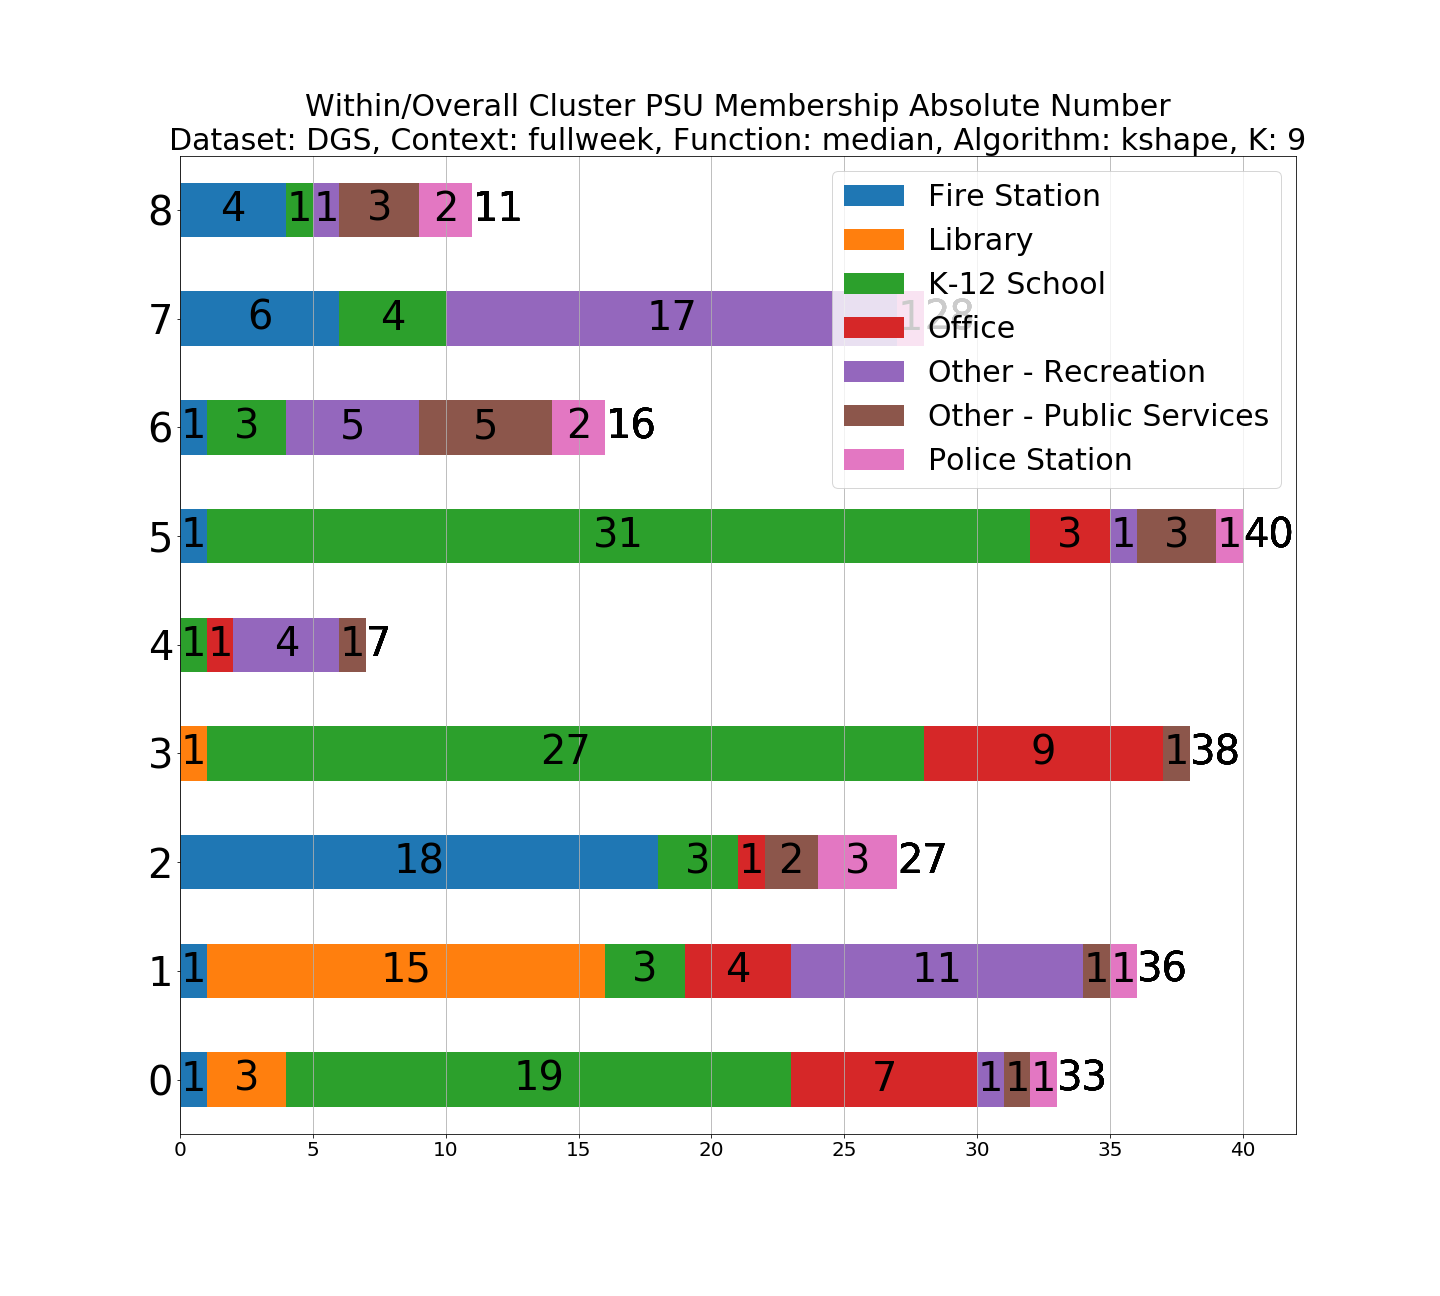 Within/Overall Cluster PSU Membership Absolute Number
Dataset: DGS, Context: fullweek, Function: median, Algorithm: kshape, K: 9
8 4 1 1 3 2 11
7 6 4 17 1 28
6 1 3 5 5 2 16
5 1 31 3 1 3 1 40
4 1 1 4 1 7
3 1 27 9 1 38
2 18 3 1 2 3 27
1 1 15 3 4 11 1 1 36
0 1 3 19 7 1 1 1 33
0 5 10 15 20 25 30 35 40
Fire Station
Library
K-12 School
Office
Other - Recreation
Other - Public Services
Police Station